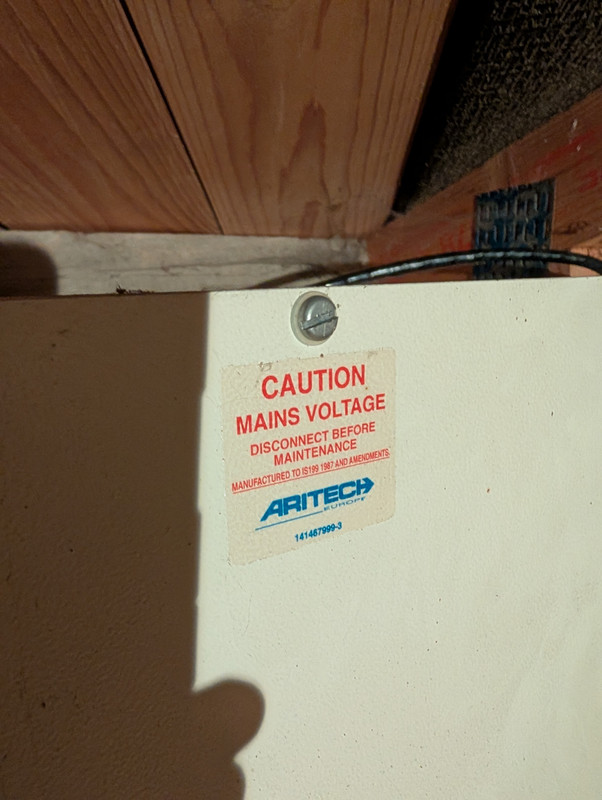 CAUTION
MAINS VOLTAGE
DISCONNECT BEFORE
MAINTENANCE
MANUFACTURED TO IS199 1987 AND AMENDMENTS.
ARITECH
EUROPE
141467999-3